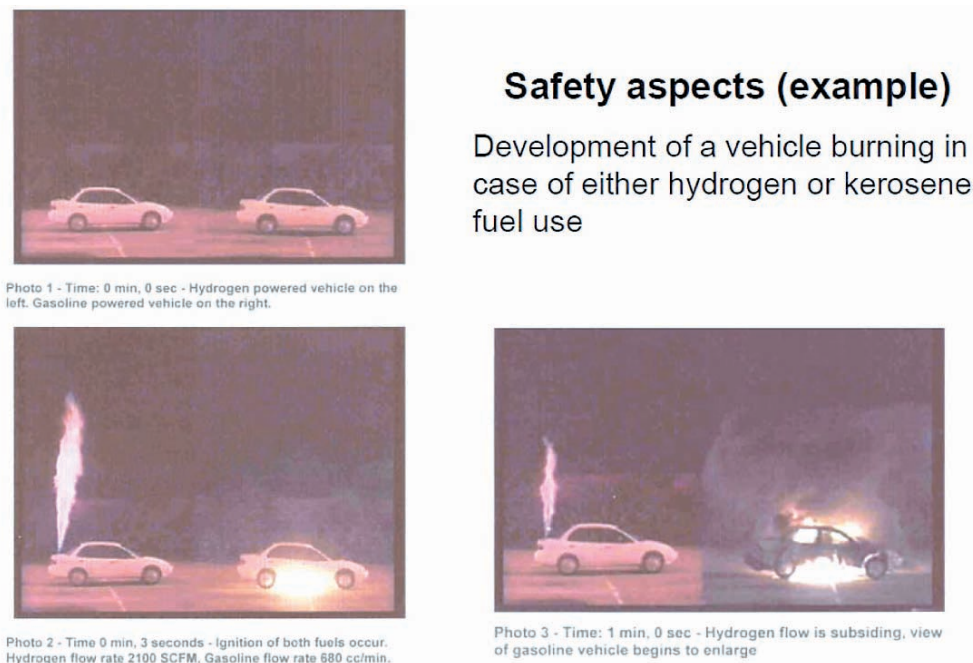 Safety aspects (example)
Development of a vehicle burning in
case of either hydrogen or kerosene
fuel use
Photo 1 - Time: 0 min, 0 sec - Hydrogen powered vehicle on the
left. Gasoline powered vehicle on the right.
Photo 2 - Time 0 min, 3 seconds - Ignition of both fuels occur.
Hydrogen flow rate 2100 SCFM. Gasoline flow rate 680 cc/min.
Photo 3 - Time: 1 min, 0 sec - Hydrogen flow is subsiding, view
of gasoline vehicle begins to enlarge